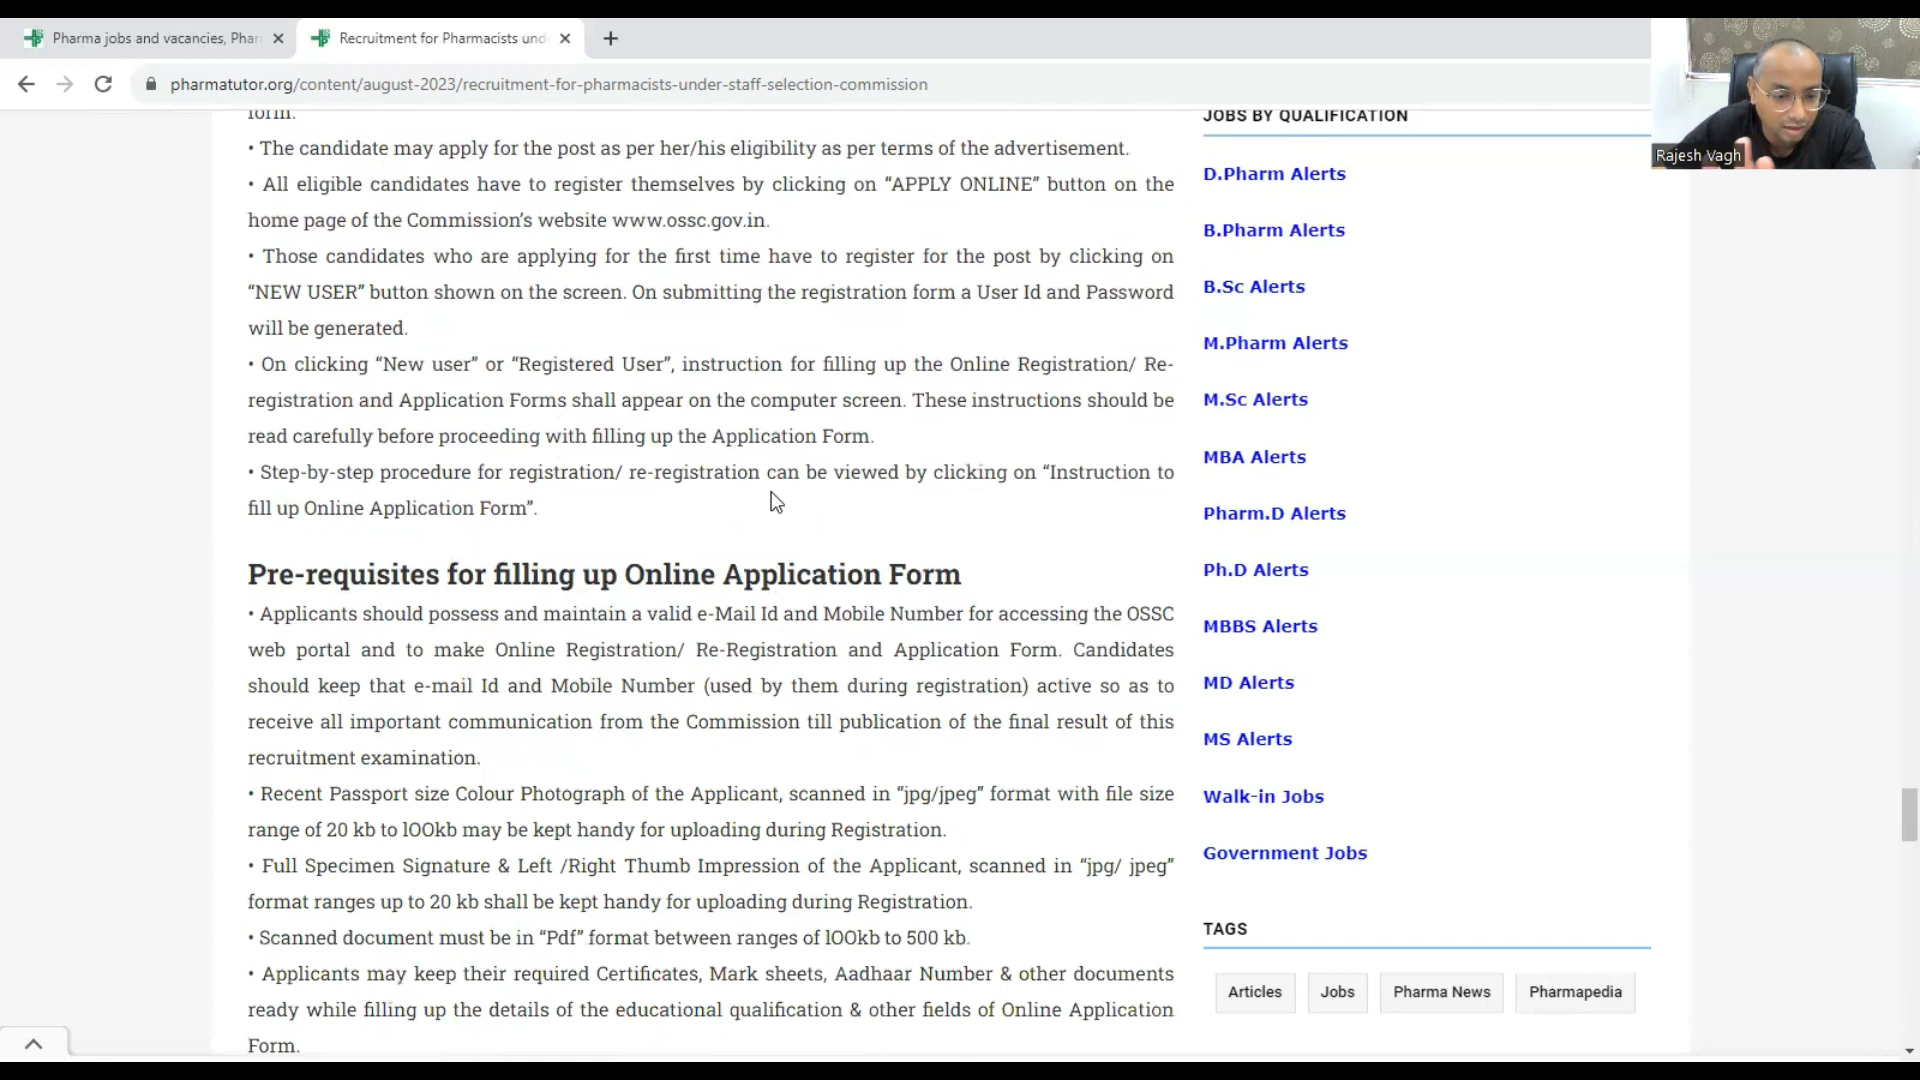 Pharma jobs and vacancies, Phar
Recruitment for Pharmacists und
pharmatutor.org/content/august-2023/recruitment-for-pharmacists-under-staff-selection-commission
Rajesh Vagh
form.
• The candidate may apply for the post as per her/his eligibility as per terms of the advertisement.
• All eligible candidates have to register themselves by clicking on “APPLY ONLINE” button on the
home page of the Commission’s website www.ossc.gov.in.
• Those candidates who are applying for the first time have to register for the post by clicking on
“NEW USER” button shown on the screen. On submitting the registration form a User Id and Password
will be generated.
• On clicking “New user” or “Registered User”, instruction for filling up the Online Registration/ Re-
registration and Application Forms shall appear on the computer screen. These instructions should be
read carefully before proceeding with filling up the Application Form.
• Step-by-step procedure for registration/ re-registration can be viewed by clicking on “Instruction to
fill up Online Application Form”.
Pre-requisites for filling up Online Application Form
• Applicants should possess and maintain a valid e-Mail Id and Mobile Number for accessing the OSSC
web portal and to make Online Registration/ Re-Registration and Application Form. Candidates
should keep that e-mail Id and Mobile Number (used by them during registration) active so as to
receive all important communication from the Commission till publication of the final result of this
recruitment examination.
• Recent Passport size Colour Photograph of the Applicant, scanned in “jpg/jpeg” format with file size
range of 20 kb to lOOkb may be kept handy for uploading during Registration.
• Full Specimen Signature & Left /Right Thumb Impression of the Applicant, scanned in “jpg/ jpeg”
format ranges up to 20 kb shall be kept handy for uploading during Registration.
• Scanned document must be in “Pdf” format between ranges of lOOkb to 500 kb.
• Applicants may keep their required Certificates, Mark sheets, Aadhaar Number & other documents
ready while filling up the details of the educational qualification & other fields of Online Application
Form.
JOBS BY QUALIFICATION
D.Pharm Alerts
B.Pharm Alerts
B.Sc Alerts
M.Pharm Alerts
M.Sc Alerts
MBA Alerts
Pharm.D Alerts
Ph.D Alerts
MBBS Alerts
MD Alerts
MS Alerts
Walk-in Jobs
Government Jobs
TAGS
Articles
Jobs
Pharma News
Pharmapedia